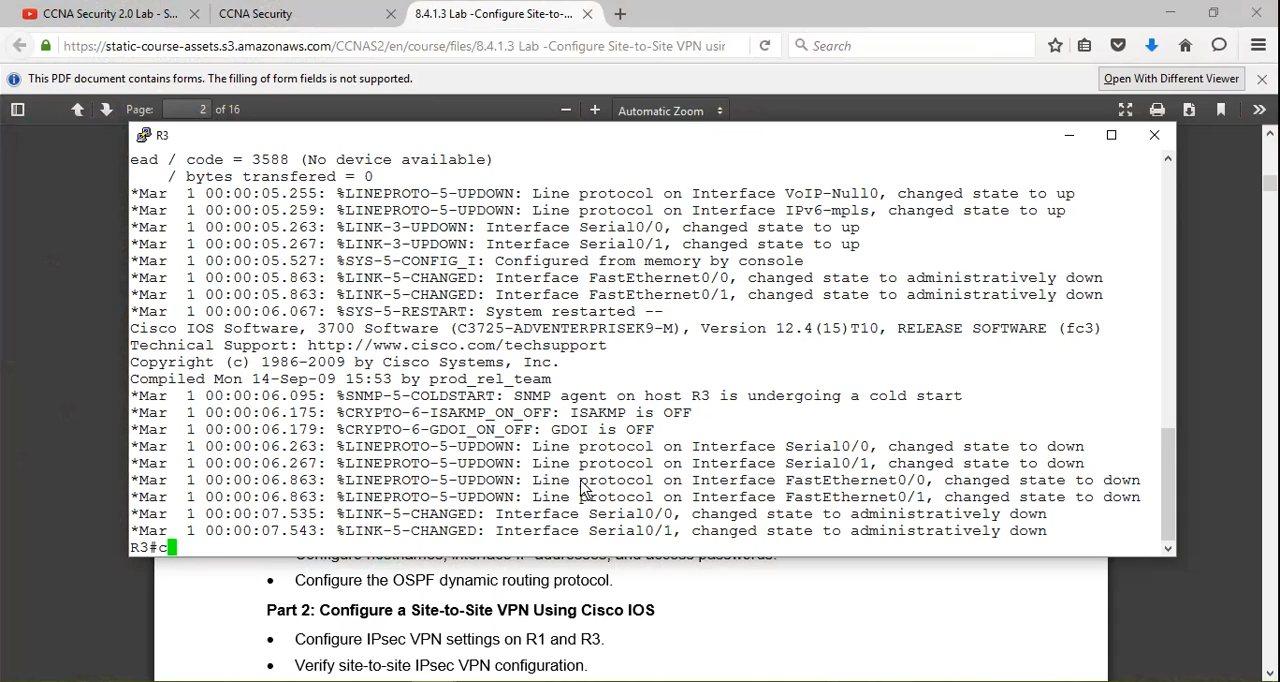 CCNA Security 2.0 Lab - S...
CCNA Security
8.4.1.3 Lab -Configure Site-to-...
https://static-course-assets.s3.amazonaws.com/CCNAS2/en/course/files/8.4.1.3 Lab -Configure Site-to-Site VPN usir
Search
This PDF document contains forms. The filling of form fields is not supported.
Open With Different Viewer
Page: 2 of 16
Automatic Zoom
R3
ead / code = 3588 (No device available)
/ bytes transfered = 0
*Mar 1 00:00:05.255: %LINEPROTO-5-UPDOWN: Line protocol on Interface VoIP-Null0, changed state to up
*Mar 1 00:00:05.259: %LINEPROTO-5-UPDOWN: Line protocol on Interface IPv6-mpls, changed state to up
*Mar 1 00:00:05.263: %LINK-3-UPDOWN: Interface Serial0/0, changed state to up
*Mar 1 00:00:05.267: %LINK-3-UPDOWN: Interface Serial0/1, changed state to up
*Mar 1 00:00:05.527: %SYS-5-CONFIG_I: Configured from memory by console
*Mar 1 00:00:05.863: %LINK-5-CHANGED: Interface FastEthernet0/0, changed state to administratively down
*Mar 1 00:00:05.863: %LINK-5-CHANGED: Interface FastEthernet0/1, changed state to administratively down
*Mar 1 00:00:06.067: %SYS-5-RESTART: System restarted --
Cisco IOS Software, 3700 Software (C3725-ADVENTERPRISEK9-M), Version 12.4(15)T10, RELEASE SOFTWARE (fc3)
Technical Support: http://www.cisco.com/techsupport
Copyright (c) 1986-2009 by Cisco Systems, Inc.
Compiled Mon 14-Sep-09 15:53 by prod_rel_team
*Mar 1 00:00:06.095: %SNMP-5-COLDSTART: SNMP agent on host R3 is undergoing a cold start
*Mar 1 00:00:06.175: %CRYPTO-6-ISAKMP_ON_OFF: ISAKMP is OFF
*Mar 1 00:00:06.179: %CRYPTO-6-GDOI_ON_OFF: GDOI is OFF
*Mar 1 00:00:06.263: %LINEPROTO-5-UPDOWN: Line protocol on Interface Serial0/0, changed state to down
*Mar 1 00:00:06.267: %LINEPROTO-5-UPDOWN: Line protocol on Interface Serial0/1, changed state to down
*Mar 1 00:00:06.863: %LINEPROTO-5-UPDOWN: Line protocol on Interface FastEthernet0/0, changed state to down
*Mar 1 00:00:06.863: %LINEPROTO-5-UPDOWN: Line protocol on Interface FastEthernet0/1, changed state to down
*Mar 1 00:00:07.535: %LINK-5-CHANGED: Interface Serial0/0, changed state to administratively down
*Mar 1 00:00:07.543: %LINK-5-CHANGED: Interface Serial0/1, changed state to administratively down
R3#c
Configure hostnames, interface IP addresses, and access passwords.
• Configure the OSPF dynamic routing protocol.
Part 2: Configure a Site-to-Site VPN Using Cisco IOS
• Configure IPsec VPN settings on R1 and R3.
• Verify site-to-site IPsec VPN configuration.